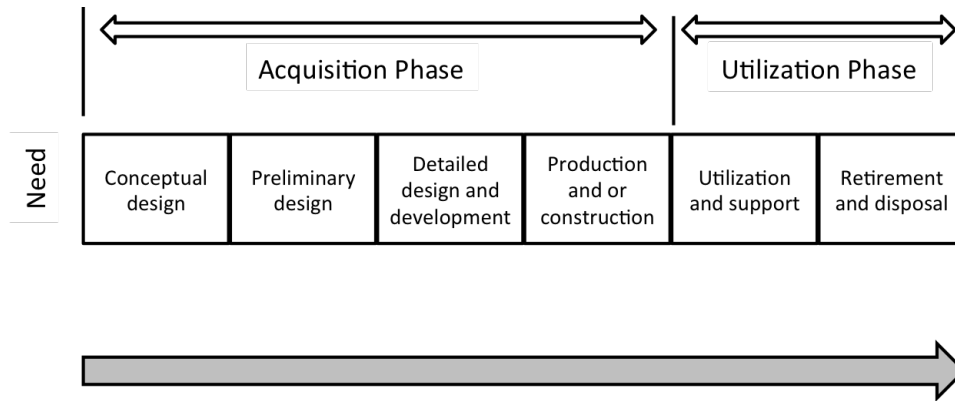 Acquisition Phase
Utilization Phase
Need
Conceptual
design
Preliminary
design
Detailed
design and
development
Production
and or
construction
Utilization
and support
Retirement
and disposal